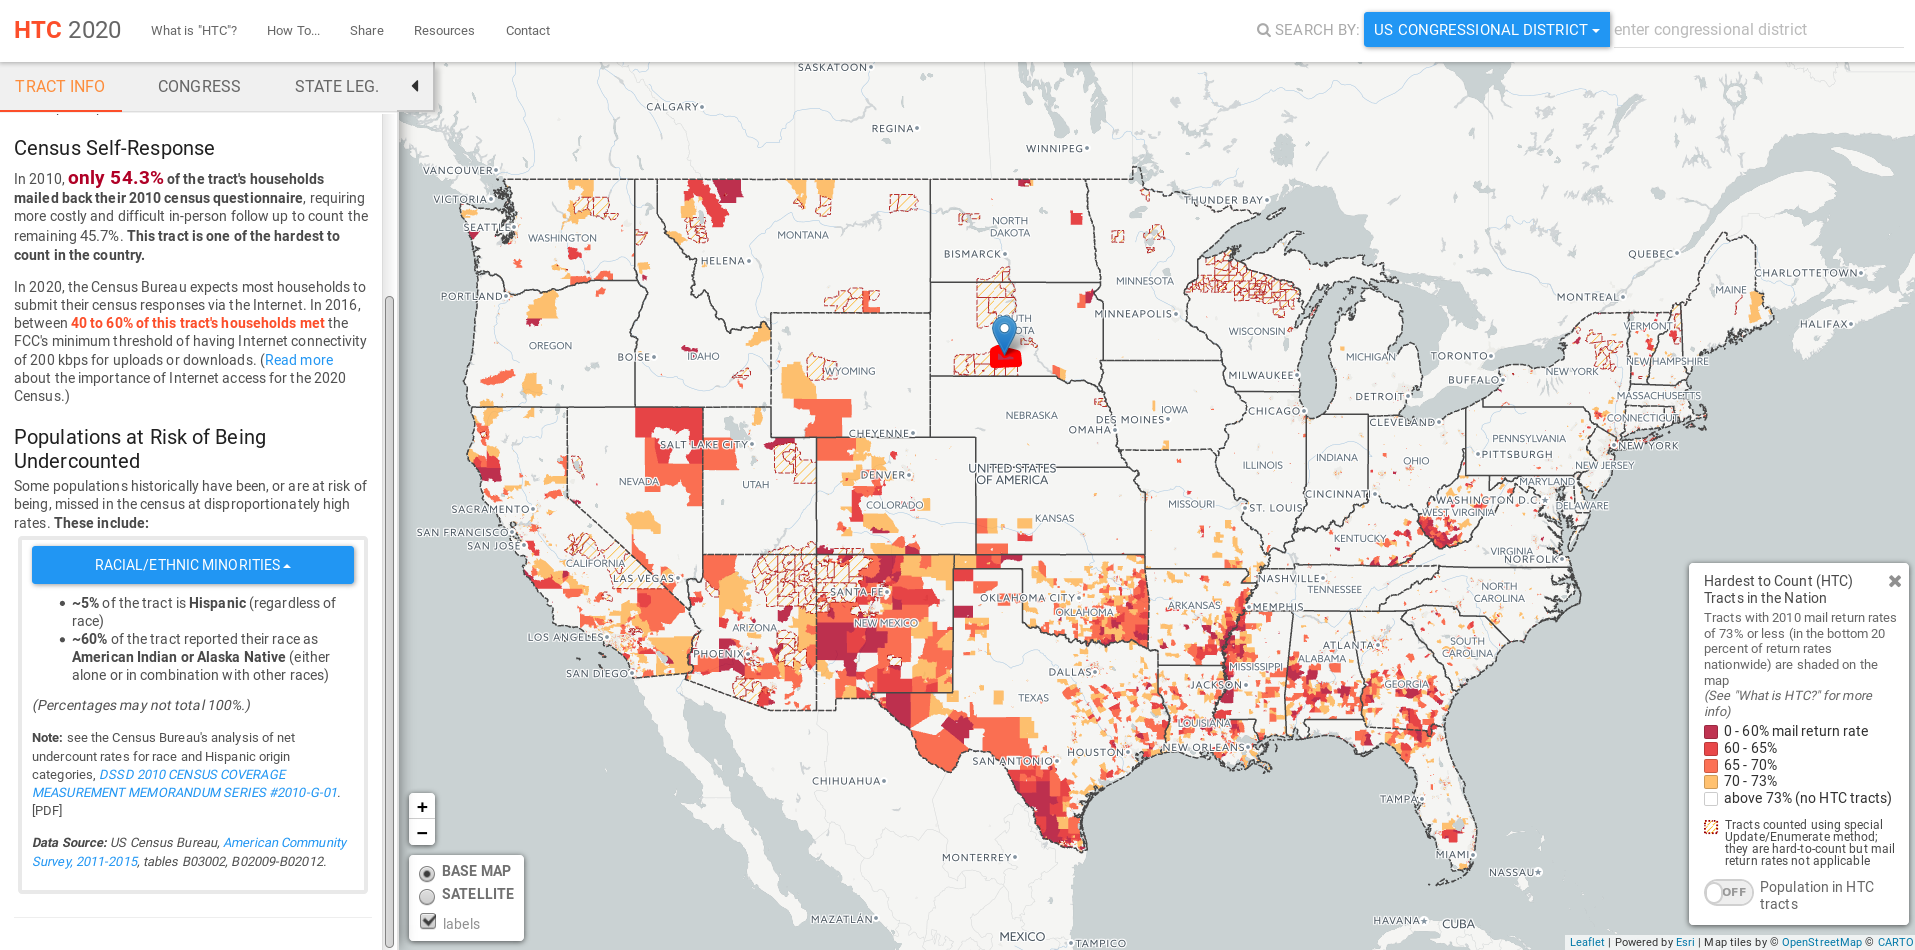 HTC 2020
What is "HTC"?
How To...
Share
Resources
Contact
SEARCH BY:
US CONGRESSIONAL DISTRICT
enter congressional district
TRACT INFO
CONGRESS
STATE LEG.
Census Self-Response
In 2010, only 54.3% of the tract's households
mailed back their 2010 census questionnaire, requiring
more costly and difficult in-person follow up to count the
remaining 45.7%. This tract is one of the hardest to
count in the country.
In 2020, the Census Bureau expects most households to
submit their census responses via the Internet. In 2016,
between 40 to 60% of this tract's households met the
FCC's minimum threshold of having Internet connectivity
of 200 kbps for uploads or downloads. (Read more
about the importance of Internet access for the 2020
Census.)
Populations at Risk of Being
Undercounted
Some populations historically have been, or are at risk of
being, missed in the census at disproportionately high
rates. These include:
RACIAL/ETHNIC MINORITIES
• ~5% of the tract is Hispanic (regardless of
race)
• ~60% of the tract reported their race as
American Indian or Alaska Native (either
alone or in combination with other races)
(Percentages may not total 100%.)
Note: see the Census Bureau's analysis of net
undercount rates for race and Hispanic origin
categories, DSSD 2010 CENSUS COVERAGE
MEASUREMENT MEMORANDUM SERIES #2010-G-01.
[PDF]
Data Source: US Census Bureau, American Community
Survey, 2011-2015, tables B03002, B02009-B02012.
SASKATOON
CALGARY
REGINA
WINNIPEG
VANCOUVER
VICTORIA
SEATTLE
WASHINGTON
MONTANA
HELENA
NORTH
DAKOTA
BISMARCK
MINNESOTA
THUNDER BAY
QUEBEC
CHARLOTTETOWN
MAINE
MONTREAL
HALIFAX
PORTLAND
OREGON
BOISE
IDAHO
WYOMING
MINNEAPOLIS
WISCONSIN
MICHIGAN
TORONTO
VERMONT
NEW HAMPSHIRE
NEW YORK
MILWAUKEE
BUFFALO
MASSACHUSETTS
DETROIT
CHICAGO
CONNECTICUT
NEBRASKA
DES MOINES
IOWA
OMAHA
CLEVELAND
PENNSYLVANIA
NEW YORK
PITTSBURGH
NEW JERSEY
CHEYENNE
SALT LAKE CITY
NEVADA
UTAH
DENVER
COLORADO
UNITED STATES
OF AMERICA
KANSAS
MISSOURI
ST. LOUIS
ILLINOIS
INDIANA
OHIO
CINCINNATI
MARYLAND
WASHINGTON D.C.
DELAWARE
WEST VIRGINIA
VIRGINIA
NORFOLK
KENTUCKY
SACRAMENTO
SAN FRANCISCO
SAN JOSE
CALIFORNIA
LAS VEGAS
SANTA FE
OKLAHOMA CITY
OKLAHOMA
ARKANSAS
NASHVILLE
TENNESSEE
MEMPHIS
NORTH
CAROLINA
SOUTH
CAROLINA
LOS ANGELES
ARIZONA
PHOENIX
NEW MEXICO
SAN DIEGO
DALLAS
TEXAS
MISSISSIPPI
JACKSON
ALABAMA
ATLANTA
GEORGIA
LOUISIANA
HOUSTON
NEW ORLEANS
SAN ANTONIO
CHIHUAHUA
MONTERREY
MAZATLÁN
MEXICO
TAMPICO
TAMPA
MIAMI
NASSAU
HAVANA
CUBA
+
−
BASE MAP
SATELLITE
labels
Hardest to Count (HTC)
Tracts in the Nation
Tracts with 2010 mail return rates
of 73% or less (in the bottom 20
percent of return rates
nationwide) are shaded on the
map
(See "What is HTC?" for more
info)
0 - 60% mail return rate
60 - 65%
65 - 70%
70 - 73%
above 73% (no HTC tracts)
Tracts counted using special
Update/Enumerate method;
they are hard-to-count but mail
return rates not applicable
OFF
Population in HTC
tracts
Leaflet | Powered by Esri | Map tiles by © OpenStreetMap © CARTO